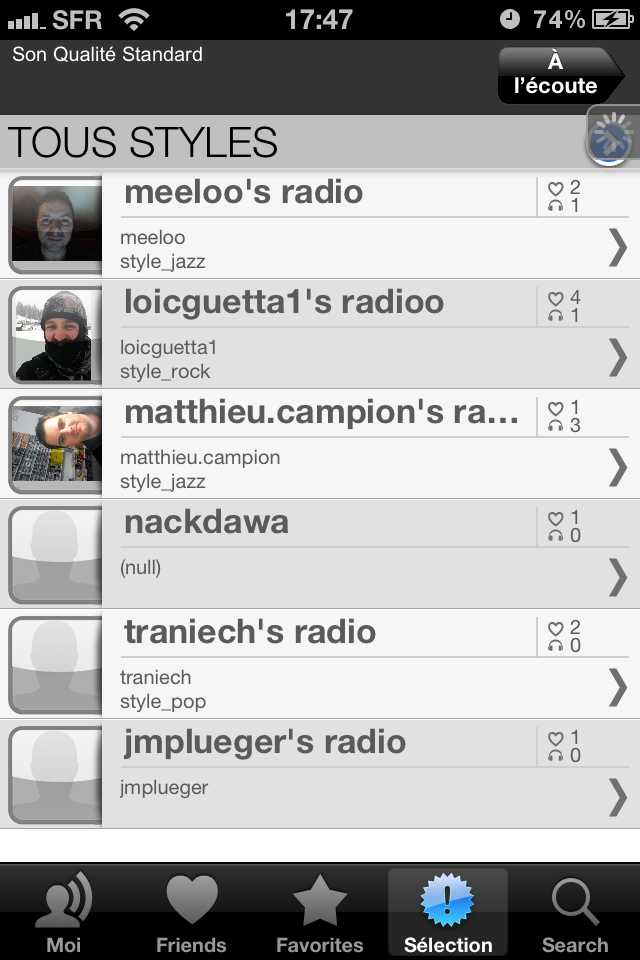 SFR 17:47 74%
Son Qualité Standard
À
l'écoute
TOUS STYLES
meeloo's radio
2
1
meeloo
style_jazz
loicguetta1's radioo
4
1
loicguetta1
style_rock
matthieu.campion's ra...
1
3
matthieu.campion
style_jazz
nackdawa
1
0
(null)
traniech's radio
2
0
traniech
style_pop
jmplueger's radio
1
0
jmplueger
Moi Friends Favorites Sélection Search